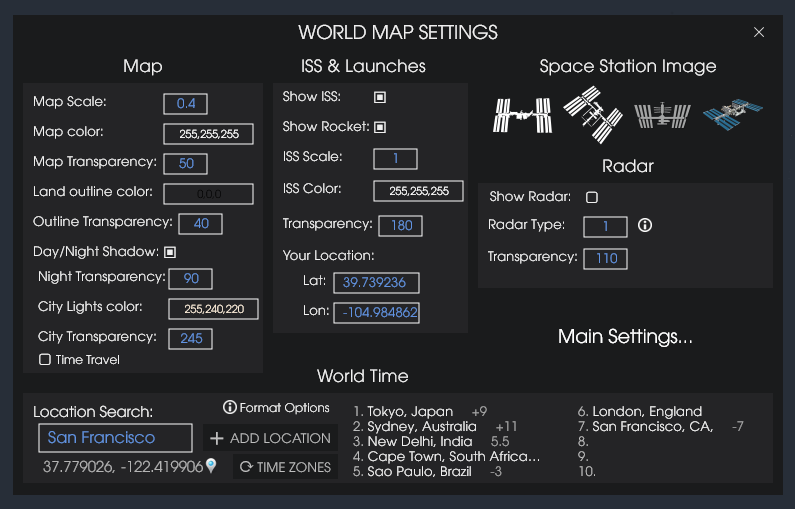 WORLD MAP SETTINGS
Map
Map Scale: 0.4
Map color: 255,255,255
Map Transparency: 50
Land outline color: 0,0,0
Outline Transparency: 40
Day/Night Shadow:
Night Transparency: 90
City Lights color: 255,240,220
City Transparency: 245
Time Travel
ISS & Launches
Show ISS:
Show Rocket:
ISS Scale: 1
ISS Color: 255,255,255
Transparency: 180
Your Location:
Lat: 39.739236
Lon: -104.984862
Space Station Image
Radar
Show Radar:
Radar Type: 1
Transparency: 110
Main Settings...
World Time
Location Search:
San Francisco
37.779026, -122.419906
Format Options
ADD LOCATION
TIME ZONES
1. Tokyo, Japan +9
2. Sydney, Australia +11
3. New Delhi, India 5.5
4. Cape Town, South Africa...
5. Sao Paulo, Brazil -3
6. London, England
7. San Francisco, CA, -7
8.
9.
10.